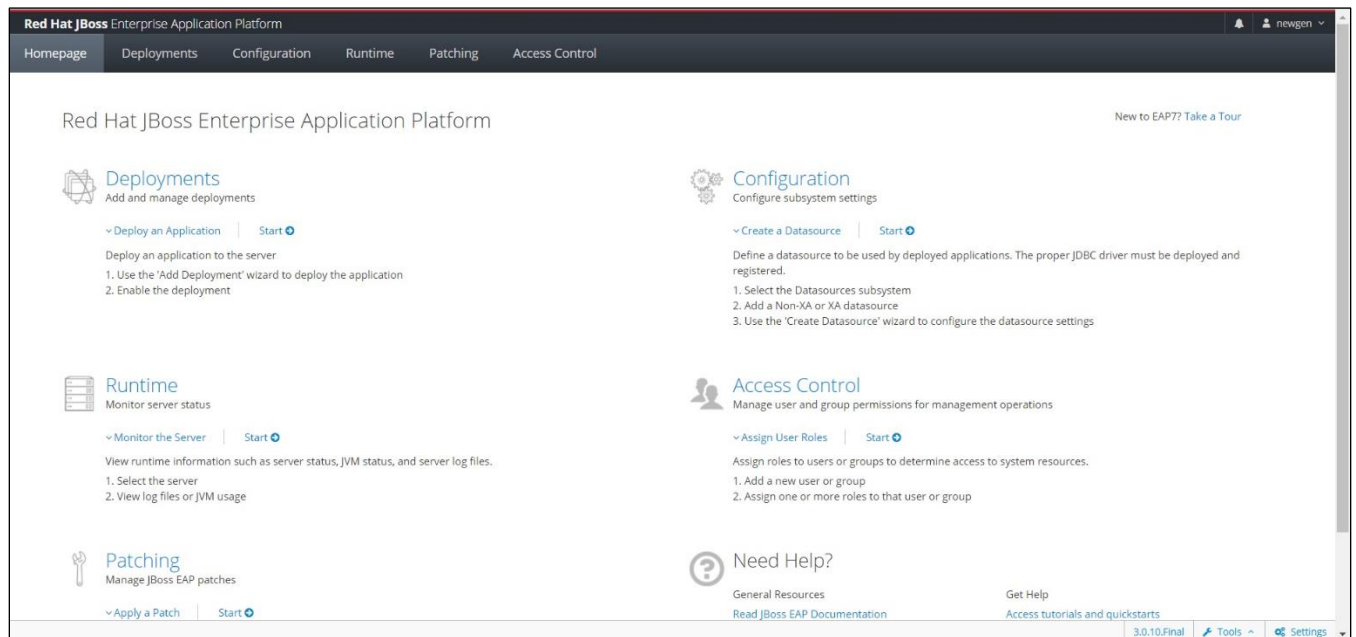 Red Hat JBoss Enterprise Application Platform
newgen
Homepage Deployments Configuration Runtime Patching Access Control
Red Hat JBoss Enterprise Application Platform
New to EAP7? Take a Tour
Deployments
Add and manage deployments
Deploy an Application Start
Deploy an application to the server
1. Use the 'Add Deployment' wizard to deploy the application
2. Enable the deployment
Configuration
Configure subsystem settings
Create a Datasource Start
Define a datasource to be used by deployed applications. The proper JDBC driver must be deployed and
registered.
1. Select the Datasources subsystem
2. Add a Non-XA or XA datasource
3. Use the 'Create Datasource' wizard to configure the datasource settings
Runtime
Monitor server status
Monitor the Server Start
View runtime information such as server status, JVM status, and server log files.
1. Select the server
2. View log files or JVM usage
Access Control
Manage user and group permissions for management operations
Assign User Roles Start
Assign roles to users or groups to determine access to system resources.
1. Add a new user or group
2. Assign one or more roles to that user or group
Patching
Manage JBoss EAP patches
Apply a Patch Start
Need Help?
General Resources
Read JBoss EAP Documentation
Get Help
Access tutorials and quickstarts
3.0.10.Final Tools Settings